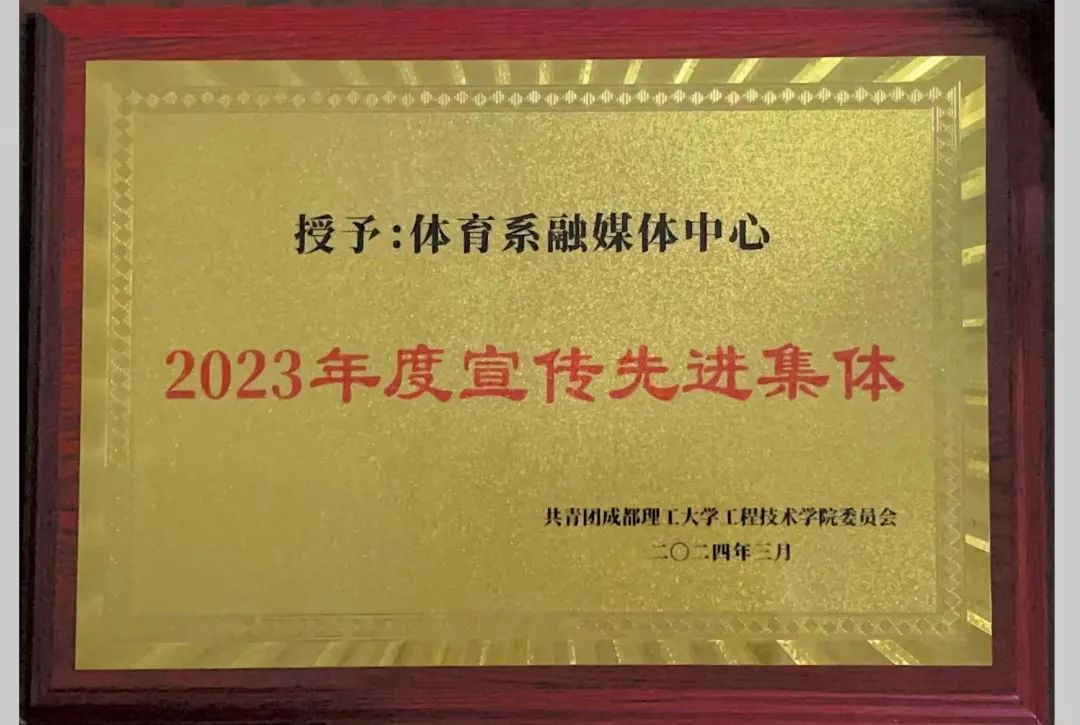 授予:体育系融媒体中心
2023年度宣传先进集体
共青团成都理工大学工程技术学院委员会
二〇二四年三月